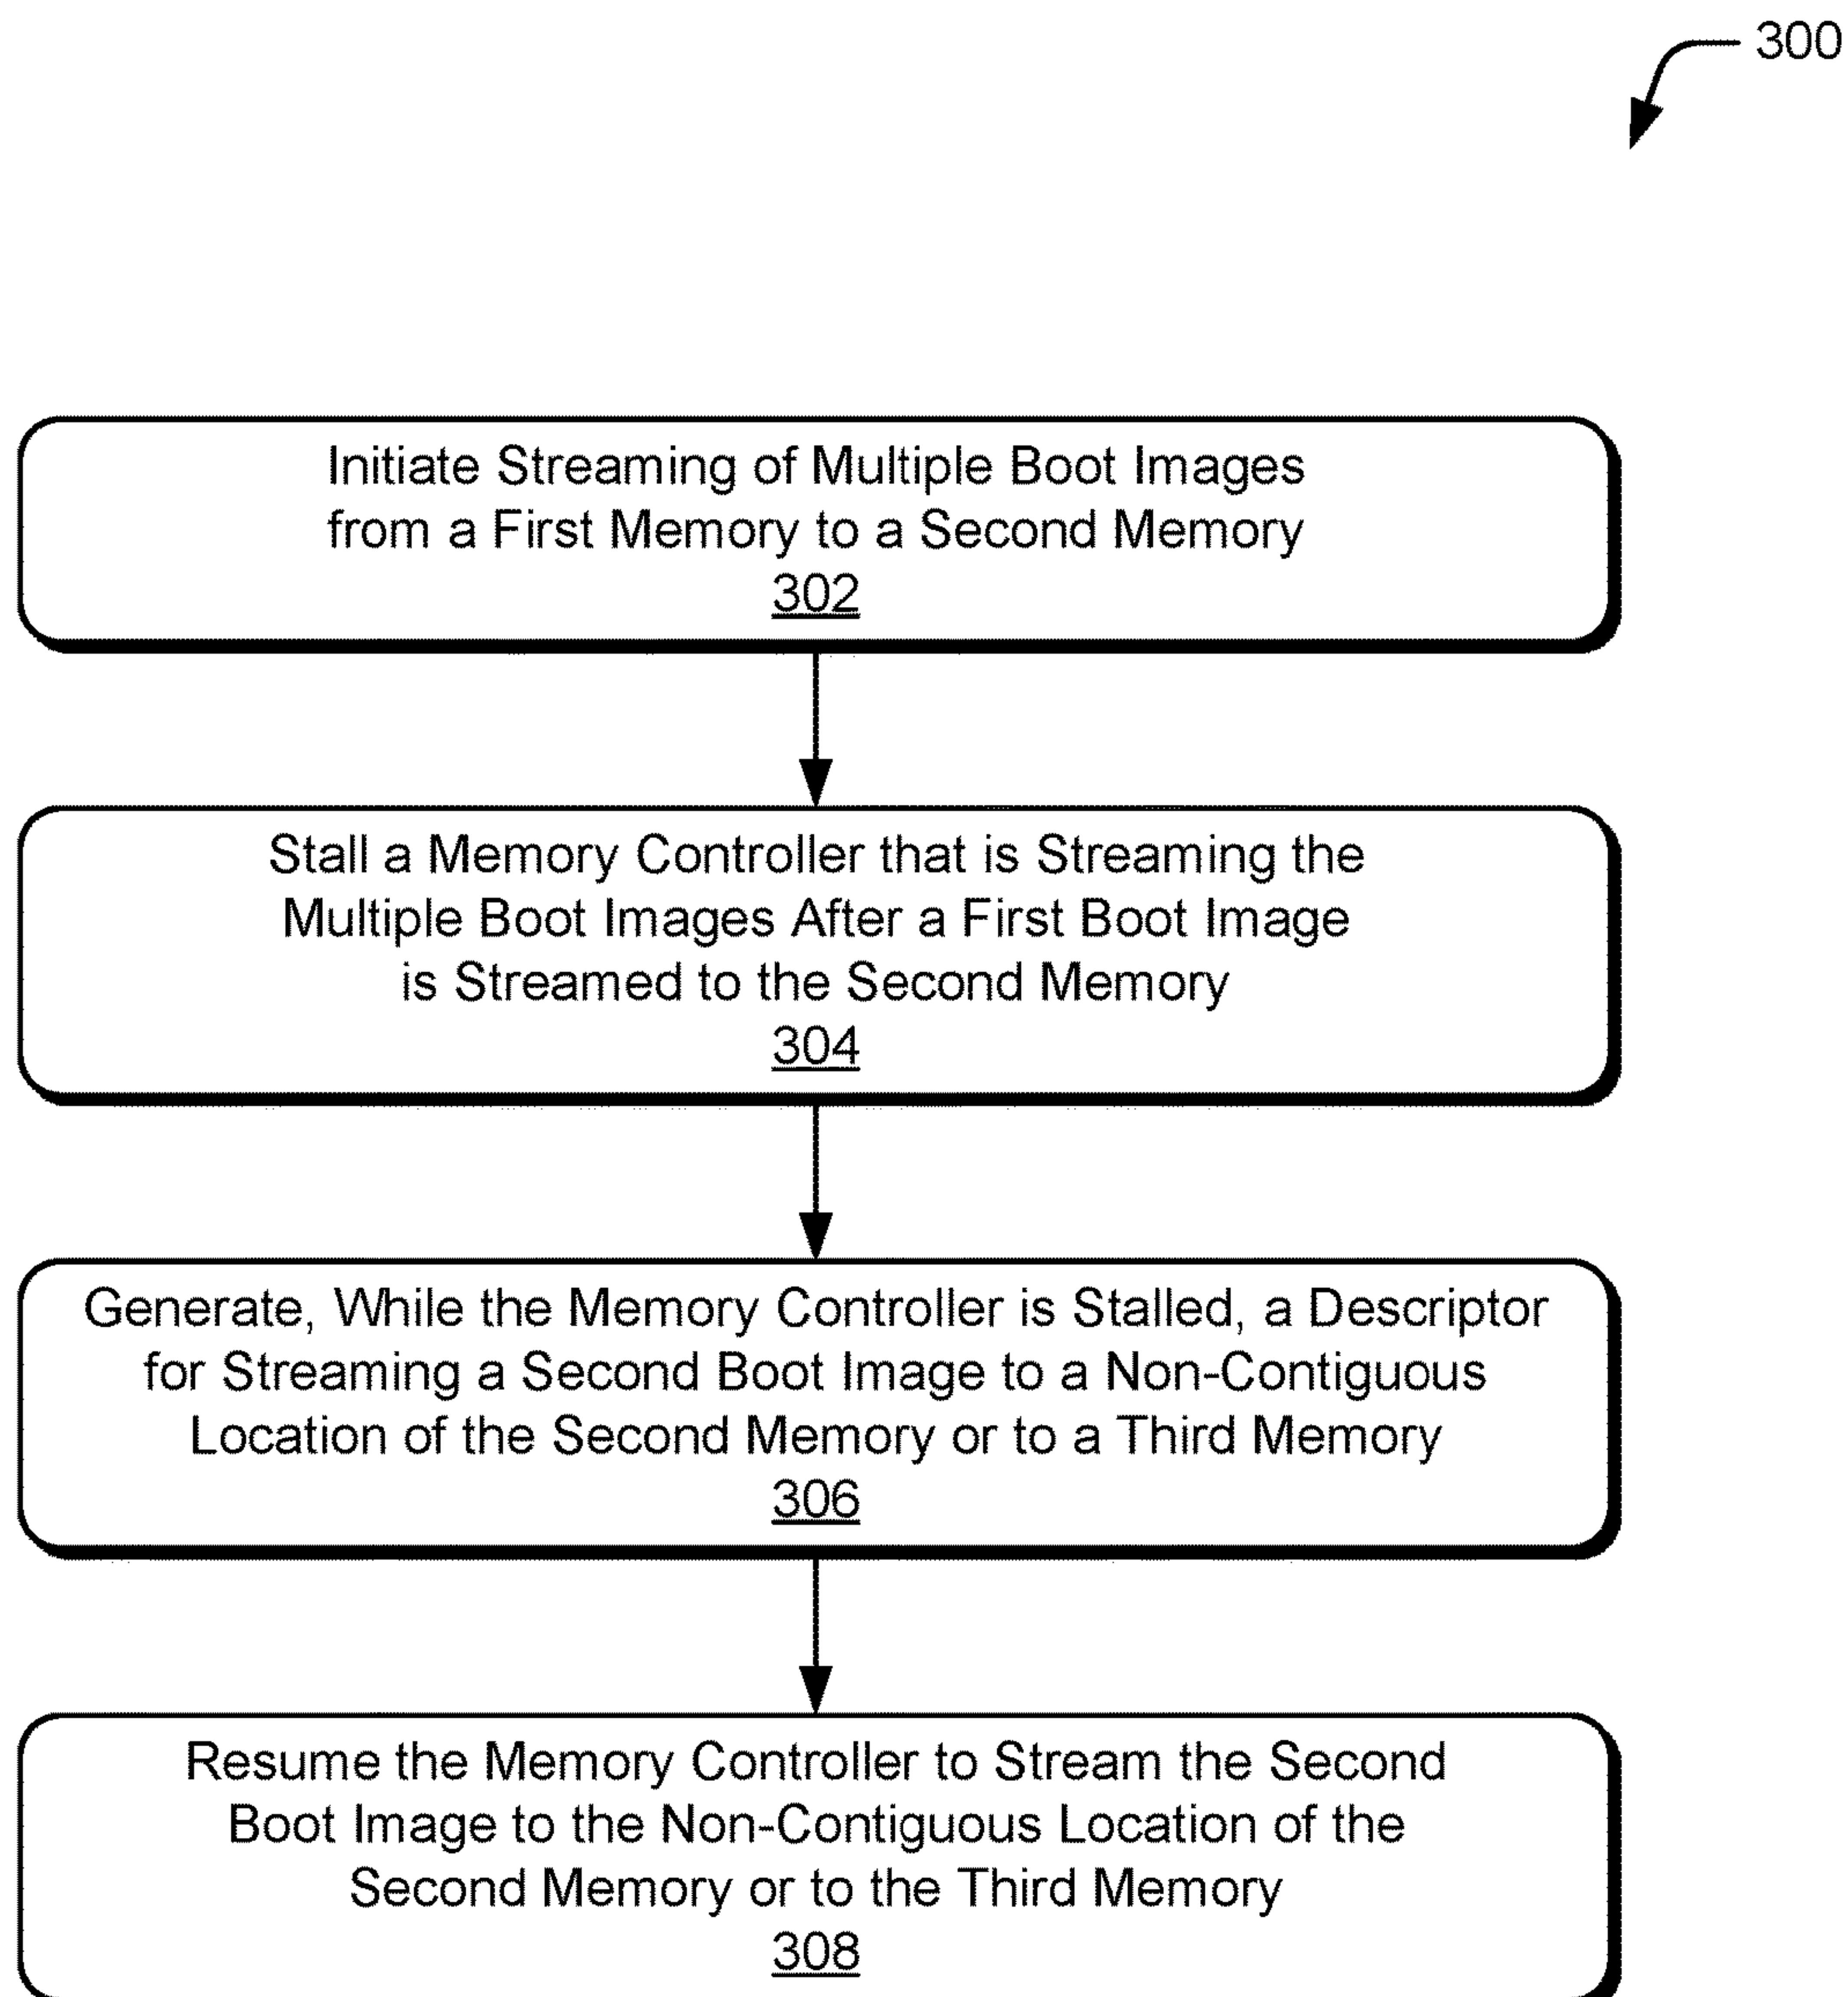 300
Initiate Streaming of Multiple Boot Images
from a First Memory to a Second Memory
302
Stall a Memory Controller that is Streaming the
Multiple Boot Images After a First Boot Image
is Streamed to the Second Memory
304
Generate, While the Memory Controller is Stalled, a Descriptor
for Streaming a Second Boot Image to a Non-Contiguous
Location of the Second Memory or to a Third Memory
306
Resume the Memory Controller to Stream the Second
Boot Image to the Non-Contiguous Location of the
Second Memory or to the Third Memory
308